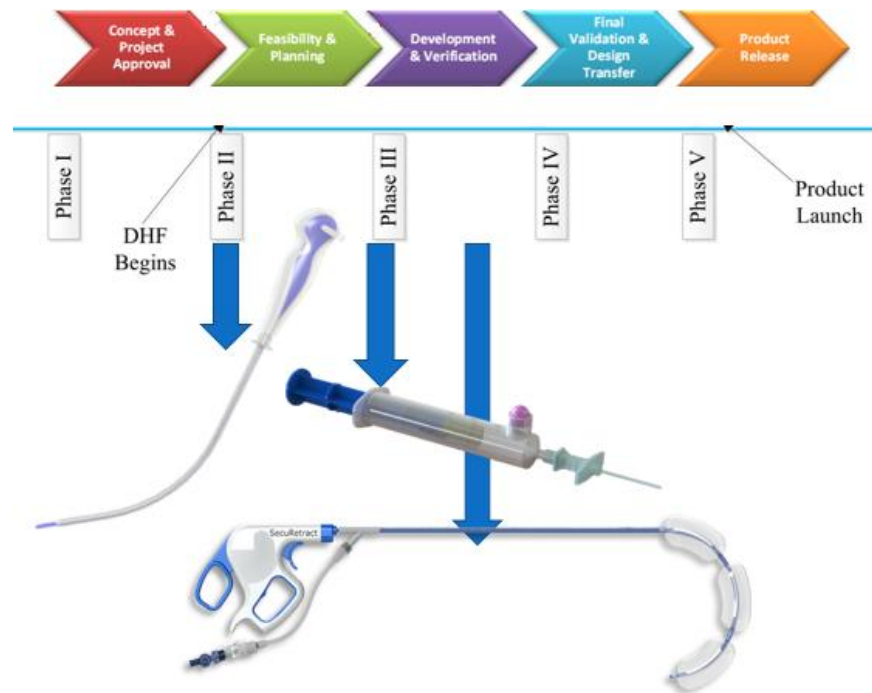 Concept &
Project
Approval
Feasibility &
Planning
Development
& Verification
Final
Validation &
Design
Transfer
Product
Release
Phase I
Phase II
Phase III
Phase IV
Phase V
DHF
Begins
Product
Launch
SecuRetract